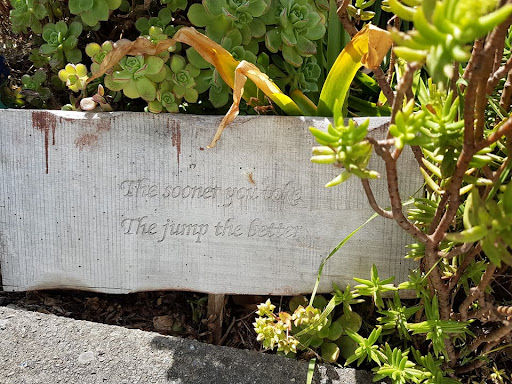 The sooner you take
The jump the better